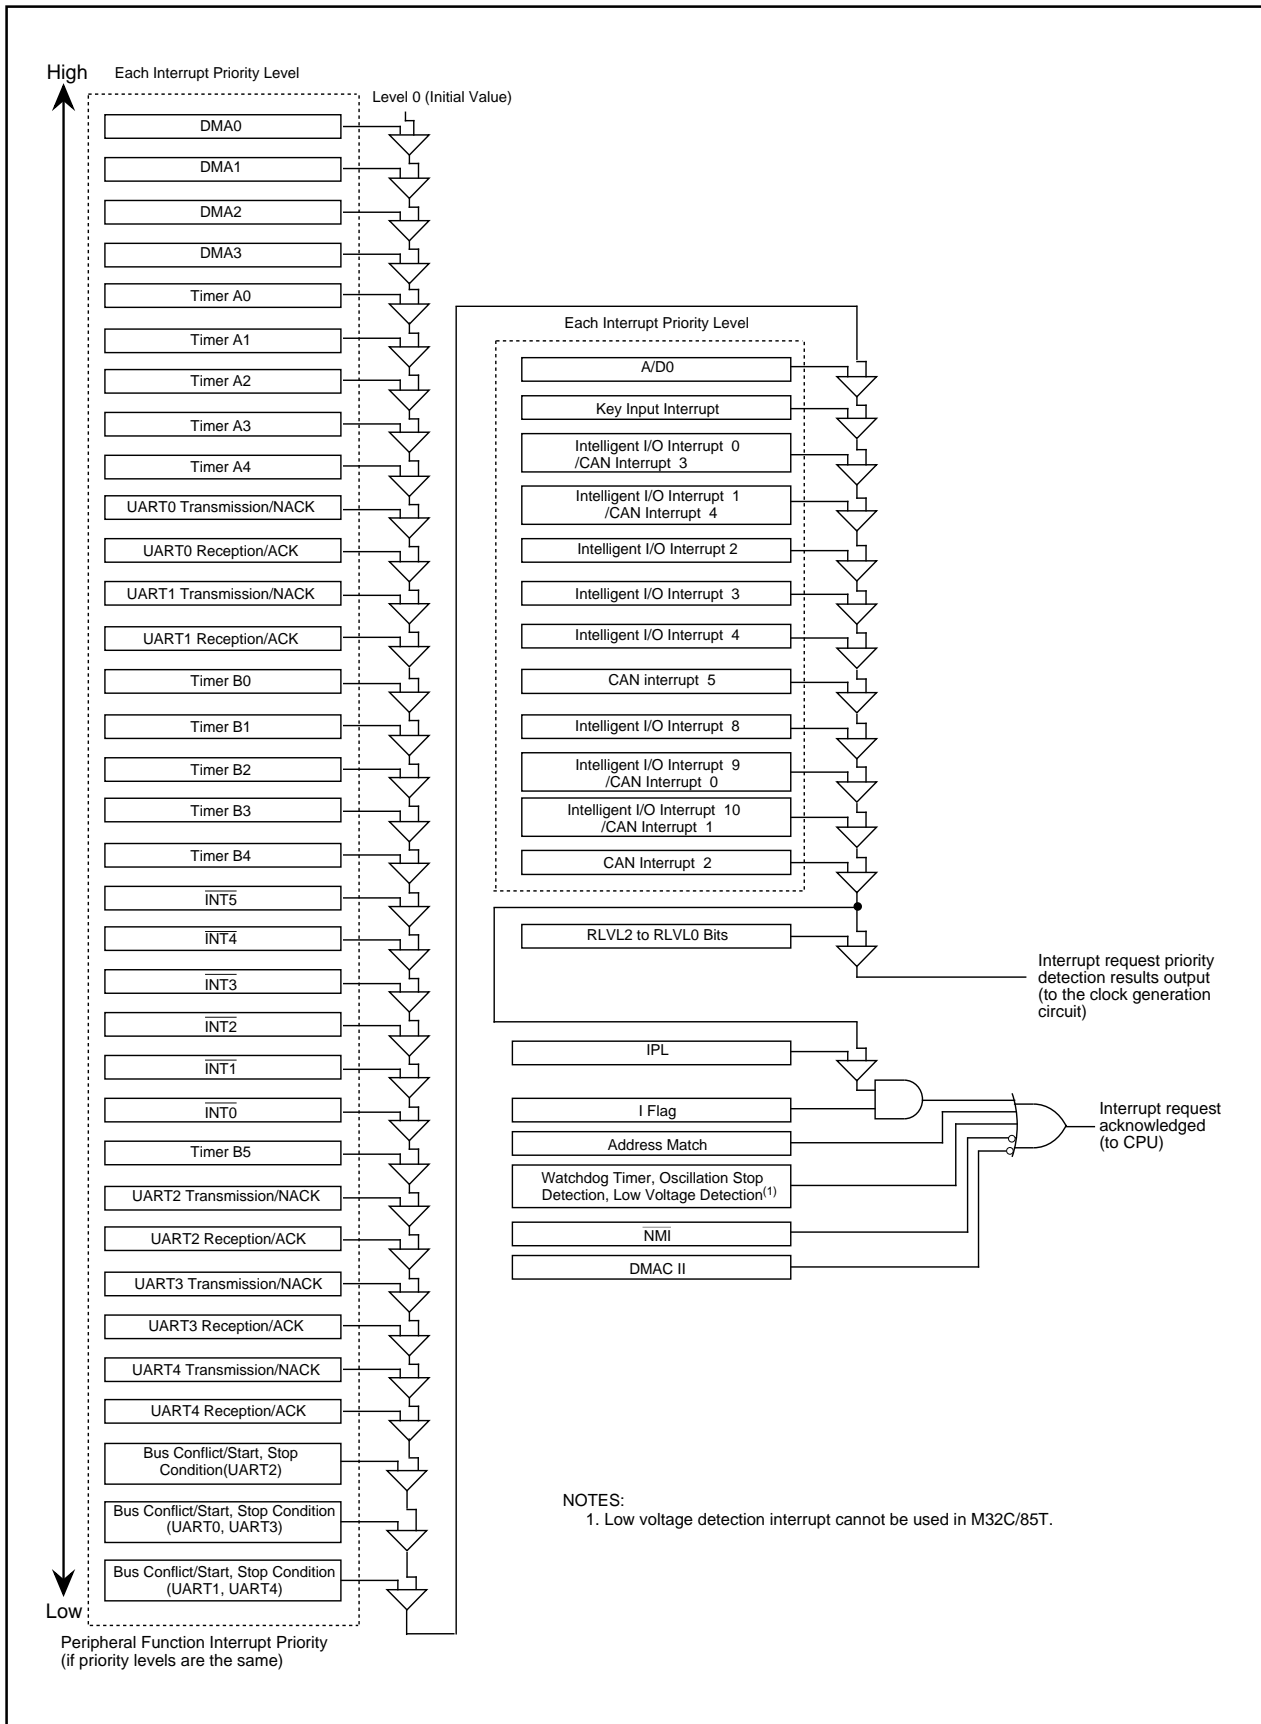 High
Each Interrupt Priority Level
Level 0 (Initial Value)
DMA0
DMA1
DMA2
DMA3
Timer A0
Timer A1
Timer A2
Timer A3
Timer A4
UART0 Transmission/NACK
UART0 Reception/ACK
UART1 Transmission/NACK
UART1 Reception/ACK
Timer B0
Timer B1
Timer B2
Timer B3
Timer B4
INT5
INT4
INT3
INT2
INT1
INT0
Timer B5
UART2 Transmission/NACK
UART2 Reception/ACK
UART3 Transmission/NACK
UART3 Reception/ACK
UART4 Transmission/NACK
UART4 Reception/ACK
Bus Conflict/Start, Stop
Condition(UART2)
Bus Conflict/Start, Stop Condition
(UART0, UART3)
Bus Conflict/Start, Stop Condition
(UART1, UART4)
Low
Peripheral Function Interrupt Priority
(if priority levels are the same)
Each Interrupt Priority Level
A/D0
Key Input Interrupt
Intelligent I/O Interrupt 0
/CAN Interrupt 3
Intelligent I/O Interrupt 1
/CAN Interrupt 4
Intelligent I/O Interrupt 2
Intelligent I/O Interrupt 3
Intelligent I/O Interrupt 4
CAN interrupt 5
Intelligent I/O Interrupt 8
Intelligent I/O Interrupt 9
/CAN Interrupt 0
Intelligent I/O Interrupt 10
/CAN Interrupt 1
CAN Interrupt 2
RLVL2 to RLVL0 Bits
Interrupt request priority
detection results output
(to the clock generation
circuit)
IPL
I Flag
Address Match
Watchdog Timer, Oscillation Stop
Detection, Low Voltage Detection(1)
NMI
DMAC II
Interrupt request
acknowledged
(to CPU)
NOTES:
1. Low voltage detection interrupt cannot be used in M32C/85T.